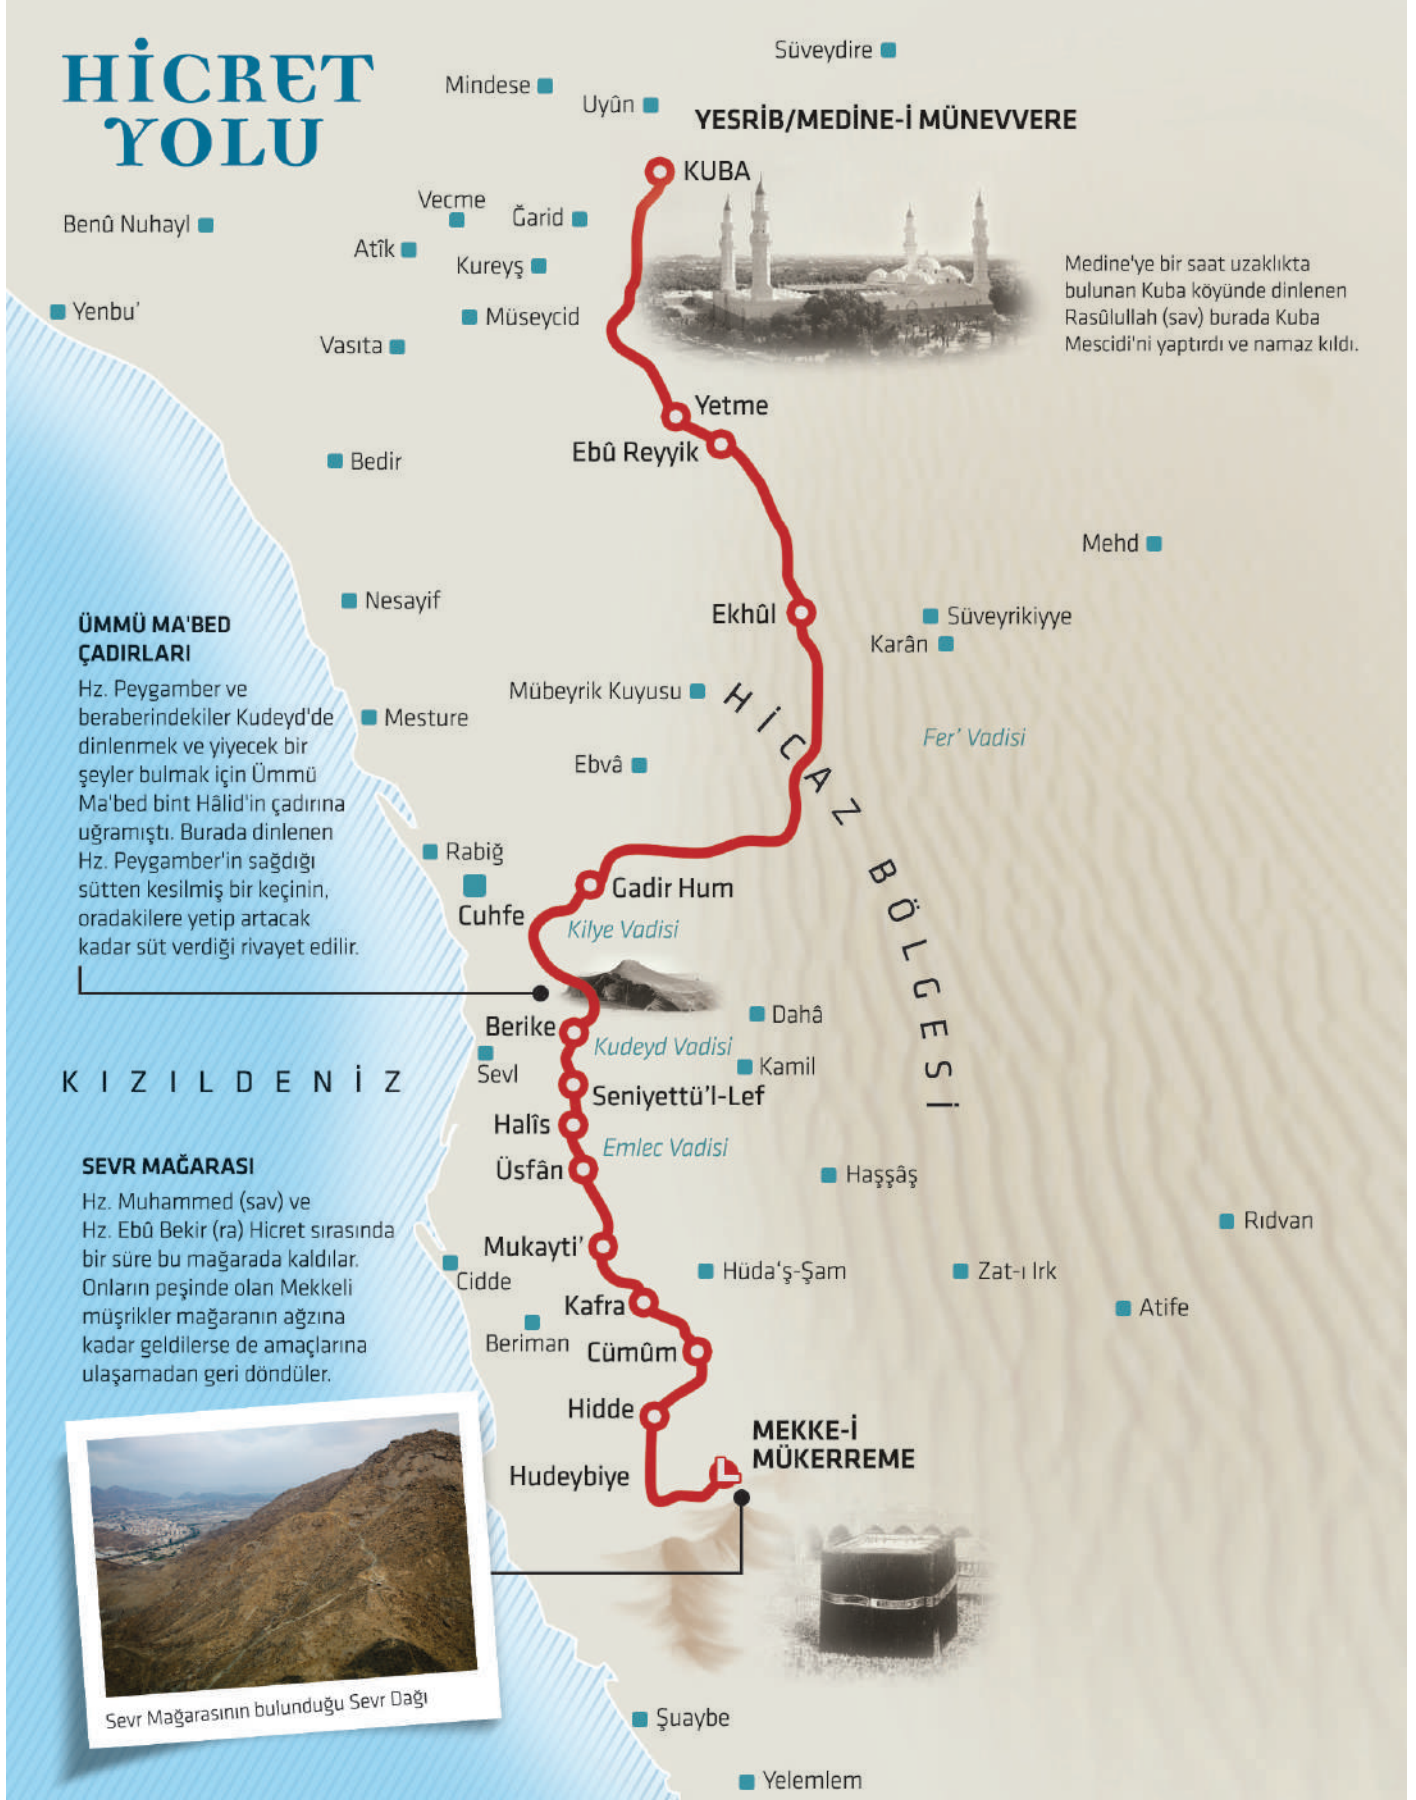 HİCRET
YOLU
Süveydire
Mindese
Uyûn
YESRİB/MEDİNE-İ MÜNEVVERE
KUBA
Vecme
Ğarid
Benû Nuhayl
Atîk
Kureyş
Medine'ye bir saat uzaklıkta
bulunan Kuba köyünde dinlenen
Rasûlullah (sav) burada Kuba
Mescidi'ni yaptırdı ve namaz kıldı.
Yenbu'
Müseycid
Vasıta
Yetme
Ebû Reyyik
Bedir
Mehd
Nesayif
Ekhûl
Süveyrikiyye
Karân
ÜMMÜ MA'BED
ÇADIRLARI
Hz. Peygamber ve
beraberindekiler Kudeyd'de
dinlenmek ve yiyecek bir
şeyler bulmak için Ümmü
Ma'bed bint Hâlid'in çadırına
uğramıştı. Burada dinlenen
Hz. Peygamber'in sağdığı
sütten kesilmiş bir keçinin,
oradakilere yetip artacak
kadar süt verdiği rivayet edilir.
Mübeyrik Kuyusu
Mesture
Fer' Vadisi
Ebvâ
HİCAZ BÖLGESİ
Rabiğ
Cuhfe
Gadir Hum
Kilye Vadisi
Dahâ
Berike
Kudeyd Vadisi
Sevl
Kamil
KIZILDENİZ
Seniyettü'l-Lef
Halîs
Emlec Vadisi
Üsfân
Haşşâş
SEVR MAĞARASI
Hz. Muhammed (sav) ve
Hz. Ebû Bekir (ra) Hicret sırasında
bir süre bu mağarada kaldılar.
Onların peşinde olan Mekkeli
müşrikler mağaranın ağzına
kadar geldilerse de amaçlarına
ulaşamadan geri döndüler.
Rıdvan
Mukayti'
Cidde
Hüda‘ş-Şam
Zat-ı Irk
Kafra
Atife
Beriman
Cümûm
Hidde
MEKKE-İ
MÜKERREME
Hudeybiye
Sevr Mağarasının bulunduğu Sevr Dağı
Şuaybe
Yelemlem